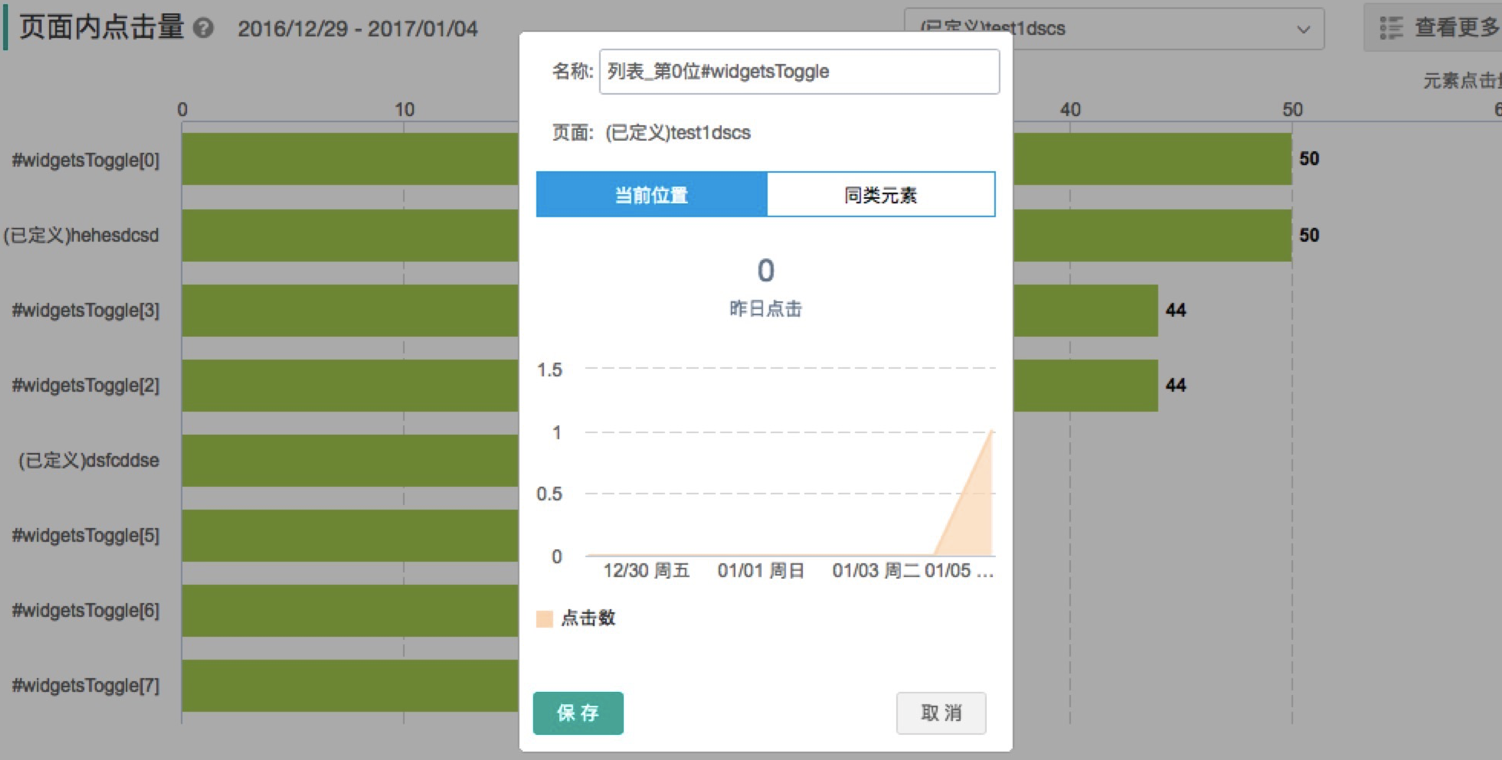 页面内点击量 ? 2016/12/29 - 2017/01/04
(已定义)test1dscs
查看更多
元素点击量
0 10 40 50
#widgetsToggle[0] 50
(已定义)hehesdcsd 50
#widgetsToggle[3] 44
#widgetsToggle[2] 44
(已定义)dsfcddse
#widgetsToggle[5]
#widgetsToggle[6]
#widgetsToggle[7]
名称: 列表_第0位#widgetsToggle
页面: (已定义)test1dscs
当前位置 同类元素
0
昨日点击
1.5
1
0.5
0
12/30 周五 01/01 周日 01/03 周二 01/05 ...
点击数
保存 取消